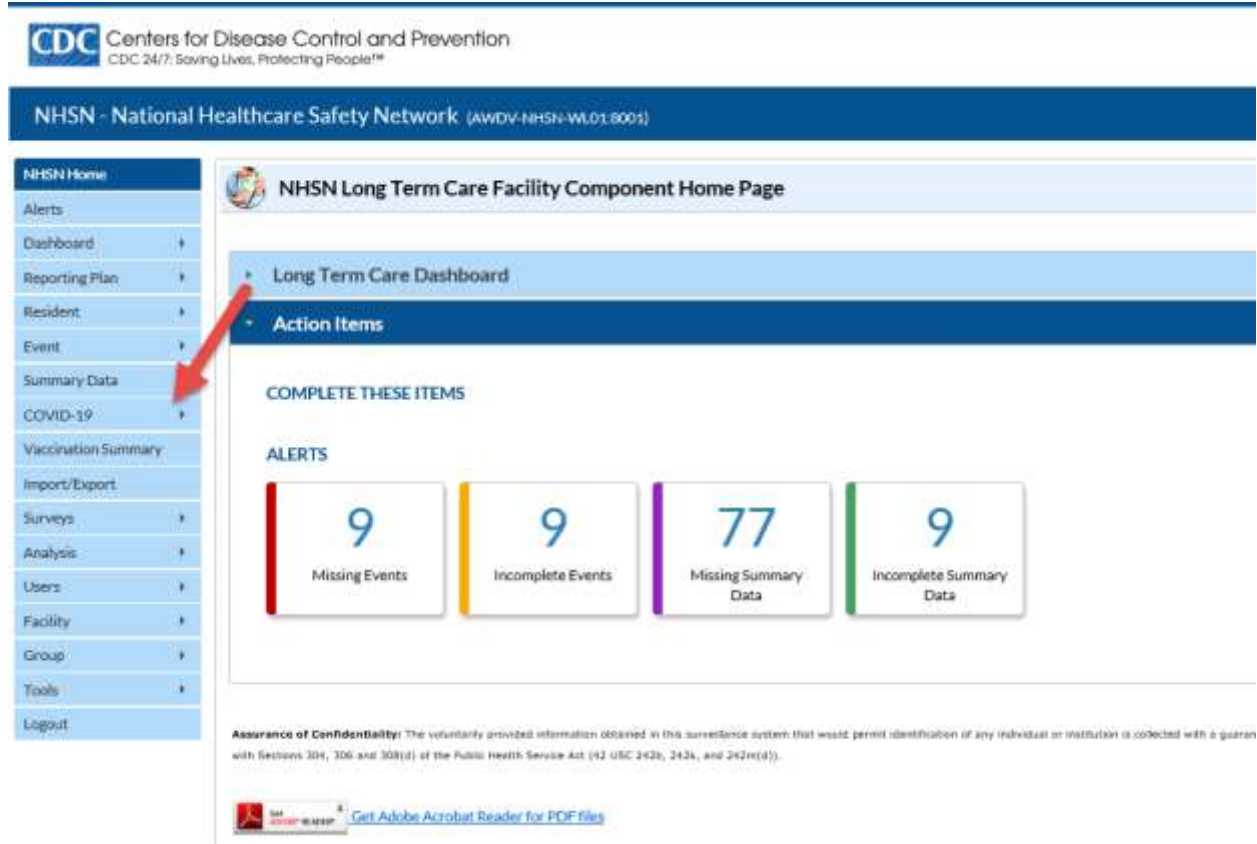 CDC Centers for Disease Control and Prevention
CDC 24/7: Saving Lives, Protecting People™
NHSN - National Healthcare Safety Network (AWDV-NHSN-WL01:8001)
NHSN Home
Alerts
Dashboard
Reporting Plan
Resident
Event
Summary Data
COVID-19
Vaccination Summary
Import/Export
Surveys
Analysis
Users
Facility
Group
Tools
Logout
NHSN Long Term Care Facility Component Home Page
Long Term Care Dashboard
Action Items
COMPLETE THESE ITEMS
ALERTS
9
Missing Events
9
Incomplete Events
77
Missing Summary
Data
9
Incomplete Summary
Data
Assurance of Confidentiality: The voluntarily provided information obtained in this surveillance system that would permit identification of any individual or institution is collected with a guaran
with Sections 304, 306 and 308(d) of the Public Health Service Act (42 USC 242b, 242k, and 242m(d)).
Get Adobe Acrobat Reader for PDF files